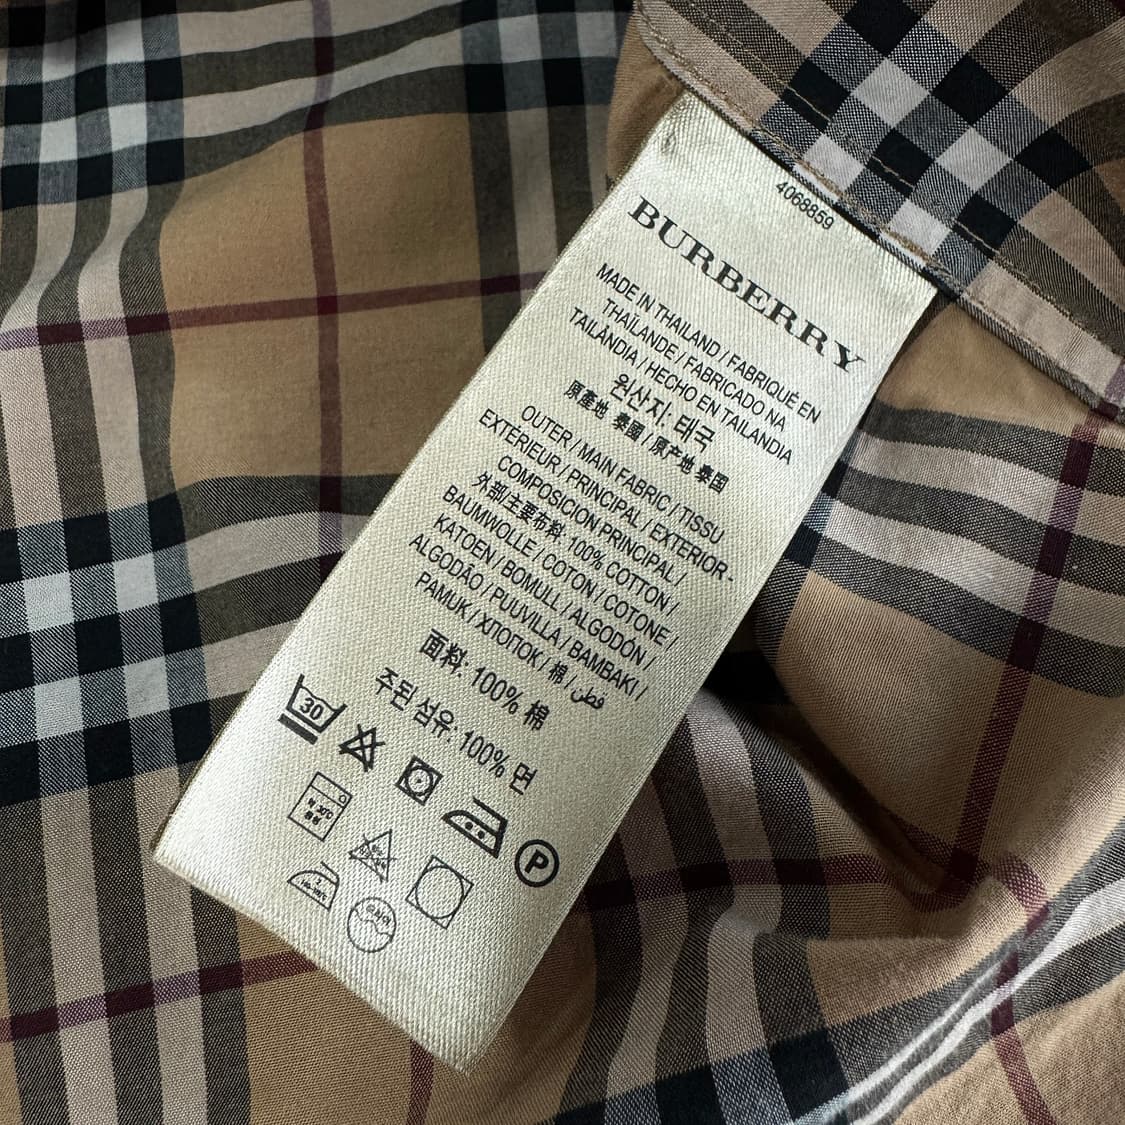 4068859
BURBERRY
MADE IN THAILAND / FABRIQUÉ EN
THAÏLANDE / FABRICADO NA
TAILÂNDIA / HECHO EN TAILANDIA
원산지: 태국
原產地 泰國 / 原产地 泰國
OUTER / MAIN FABRIC / TISSU
EXTÉRIEUR / PRINCIPAL / EXTERIOR -
COMPOSICION PRINCIPAL /
外部/主要布料: 100% COTTON /
BAUMWOLLE / COTON / COTONE /
KATOEN / BOMULL / ALGODÓN /
ALGODÃO / PUUVILLA / BAMBAKI /
PAMUK / ХЛОПОК / 棉 / قطن
面料: 100% 棉
주된 섬유: 100% 면
30
P